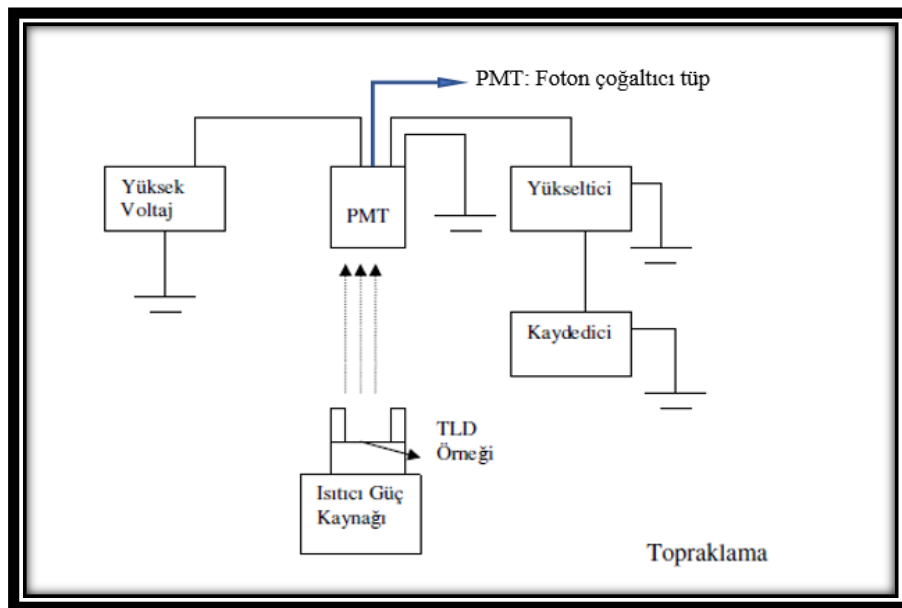 PMT: Foton çoğaltıcı tüp
Yüksek
Voltaj
PMT
Yükseltici
Kaydedici
TLD
Örneği
Isıtıcı Güç
Kaynağı
Topraklama